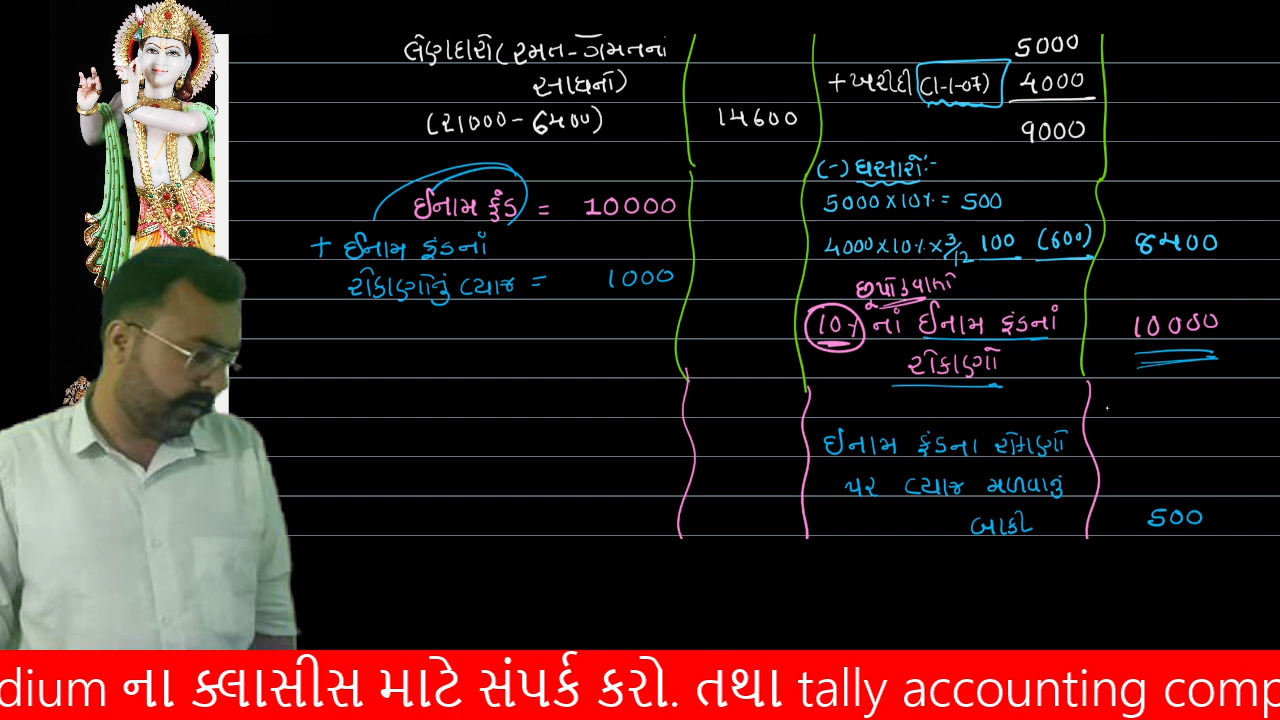 લેણદારો(રમત-ગમતનાં
સાધનો)
(21000-6400) 14600
ઈનામ ફંડ = 10000
+ ઈનામ ફંડનાં
રોકાણોનું વ્યાજ = 1000
5000
+ખરીદી (1-1-07) 4000
9000
(-) ઘસારો:-
5000×10%= 500
4000×10%×3/12 100 (600) 8400
છૂપાડવાનાં
10% નાં ઈનામ ફંડનાં 10000
રોકાણો
ઈનામ ફંડના રોકાણો
પર વ્યાજ મળવાનું
બાકી 500
dium ના ક્લાસીસ માટે સંપર્ક કરો. તથા tally accounting comp